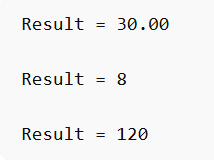 Result = 30.00
Result = 8
Result = 120